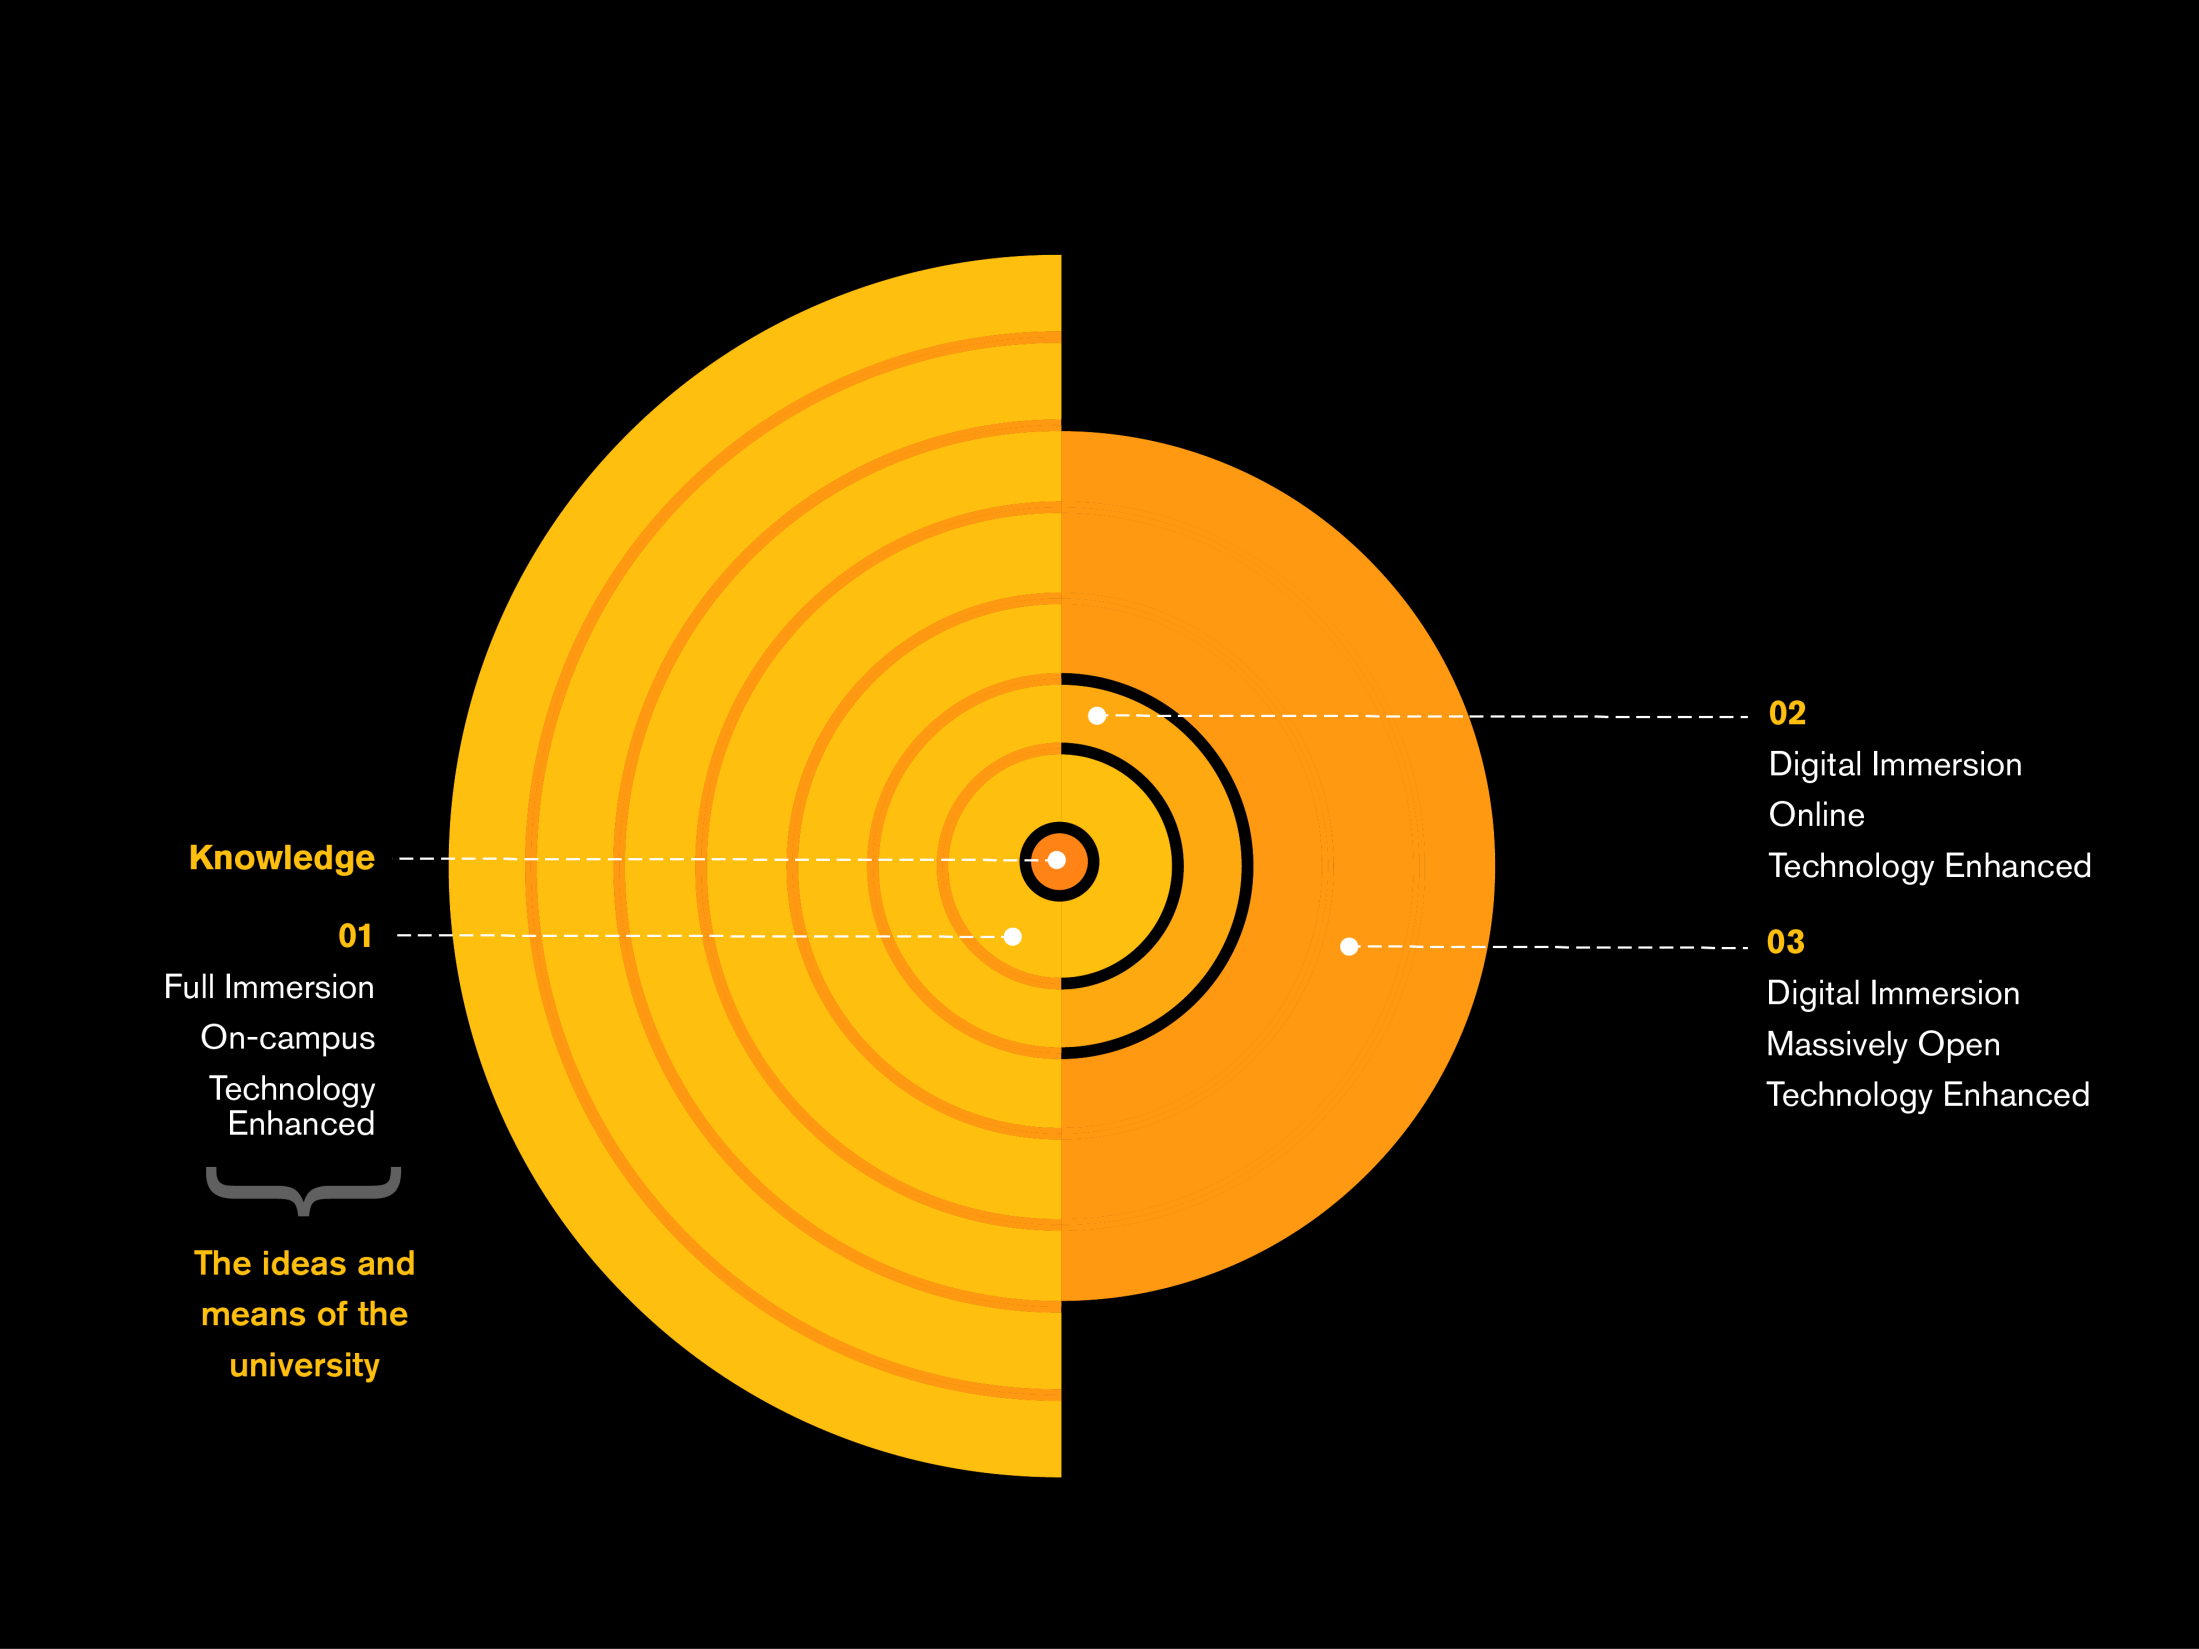 Knowledge
01
Full Immersion
On-campus
Technology
Enhanced
The ideas and
means of the
university
02
Digital Immersion
Online
Technology Enhanced
03
Digital Immersion
Massively Open
Technology Enhanced